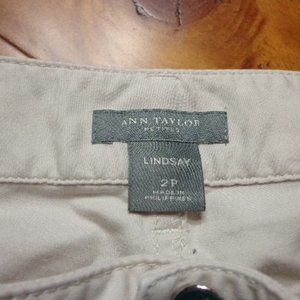 ANN TAYLOR
PETITES
LINDSAY
2P
MADE IN
PHILIPPINES